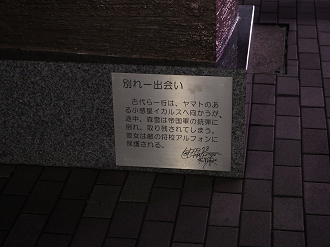 別れ－出会い
古代ら一行は、ヤマトのあ
る小惑星イカルスへ向かうが、
途中、森雪は帝国軍の銃弾に
倒れ、取り残されてしまう。
彼女は敵の将校アルフォンに
保護される。